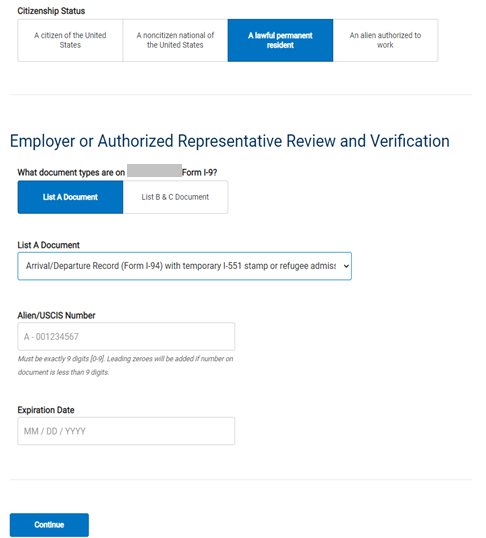 Citizenship Status
A citizen of the United
States
A noncitizen national of
the United States
A lawful permanent
resident
An alien authorized to
work
Employer or Authorized Representative Review and Verification
What document types are on Form I-9?
List A Document
List B & C Document
List A Document
Arrival/Departure Record (Form I-94) with temporary I-551 stamp or refugee admis
Alien/USCIS Number
A - 001234567
Must be exactly 9 digits [0-9]. Leading zeroes will be added if number on
document is less than 9 digits.
Expiration Date
MM / DD / YYYY
Continue